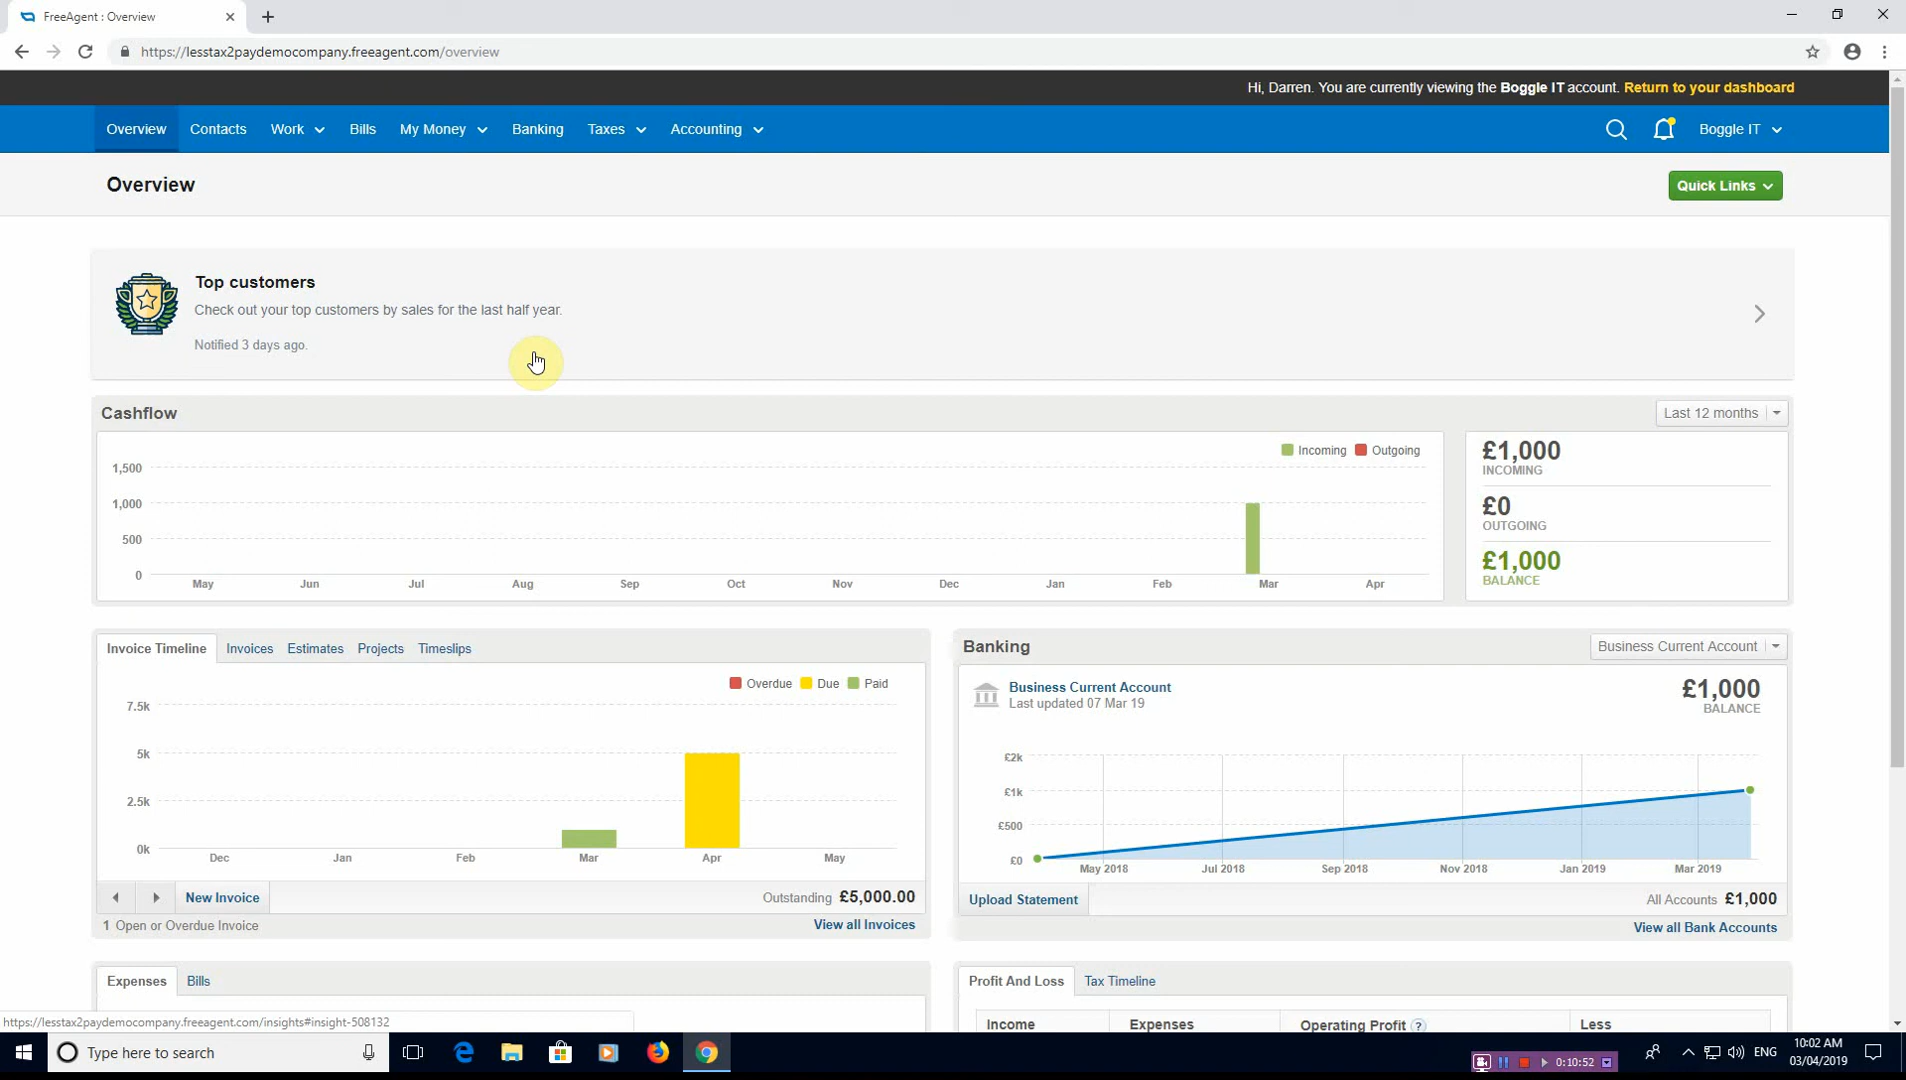 FreeAgent : Overview
https://lesstax2paydemocompany.freeagent.com/overview
Hi, Darren. You are currently viewing the Boggle IT account. Return to your dashboard
Overview Contacts Work Bills My Money Banking Taxes Accounting Boggle IT
Overview
Quick Links
Top customers
Check out your top customers by sales for the last half year.
Notified 3 days ago.
Cashflow
Last 12 months
Incoming Outgoing
1,500
1,000
500
0
May Jun Jul Aug Sep Oct Nov Dec Jan Feb Mar Apr
£1,000
INCOMING
£0
OUTGOING
£1,000
BALANCE
Invoice Timeline Invoices Estimates Projects Timeslips
Overdue Due Paid
7.5k
5k
2.5k
0k
Dec Jan Feb Mar Apr May
New Invoice
Outstanding £5,000.00
1 Open or Overdue Invoice
View all Invoices
Banking
Business Current Account
Business Current Account
Last updated 07 Mar 19
£1,000
BALANCE
£2k
£1k
£500
£0
May 2018 Jul 2018 Sep 2018 Nov 2018 Jan 2019 Mar 2019
Upload Statement
All Accounts £1,000
View all Bank Accounts
Expenses Bills
Profit And Loss Tax Timeline
Income Expenses Operating Profit ? Less
https://lesstax2paydemocompany.freeagent.com/insights#insight-508132
Type here to search
0:10:52
ENG
10:02 AM
03/04/2019